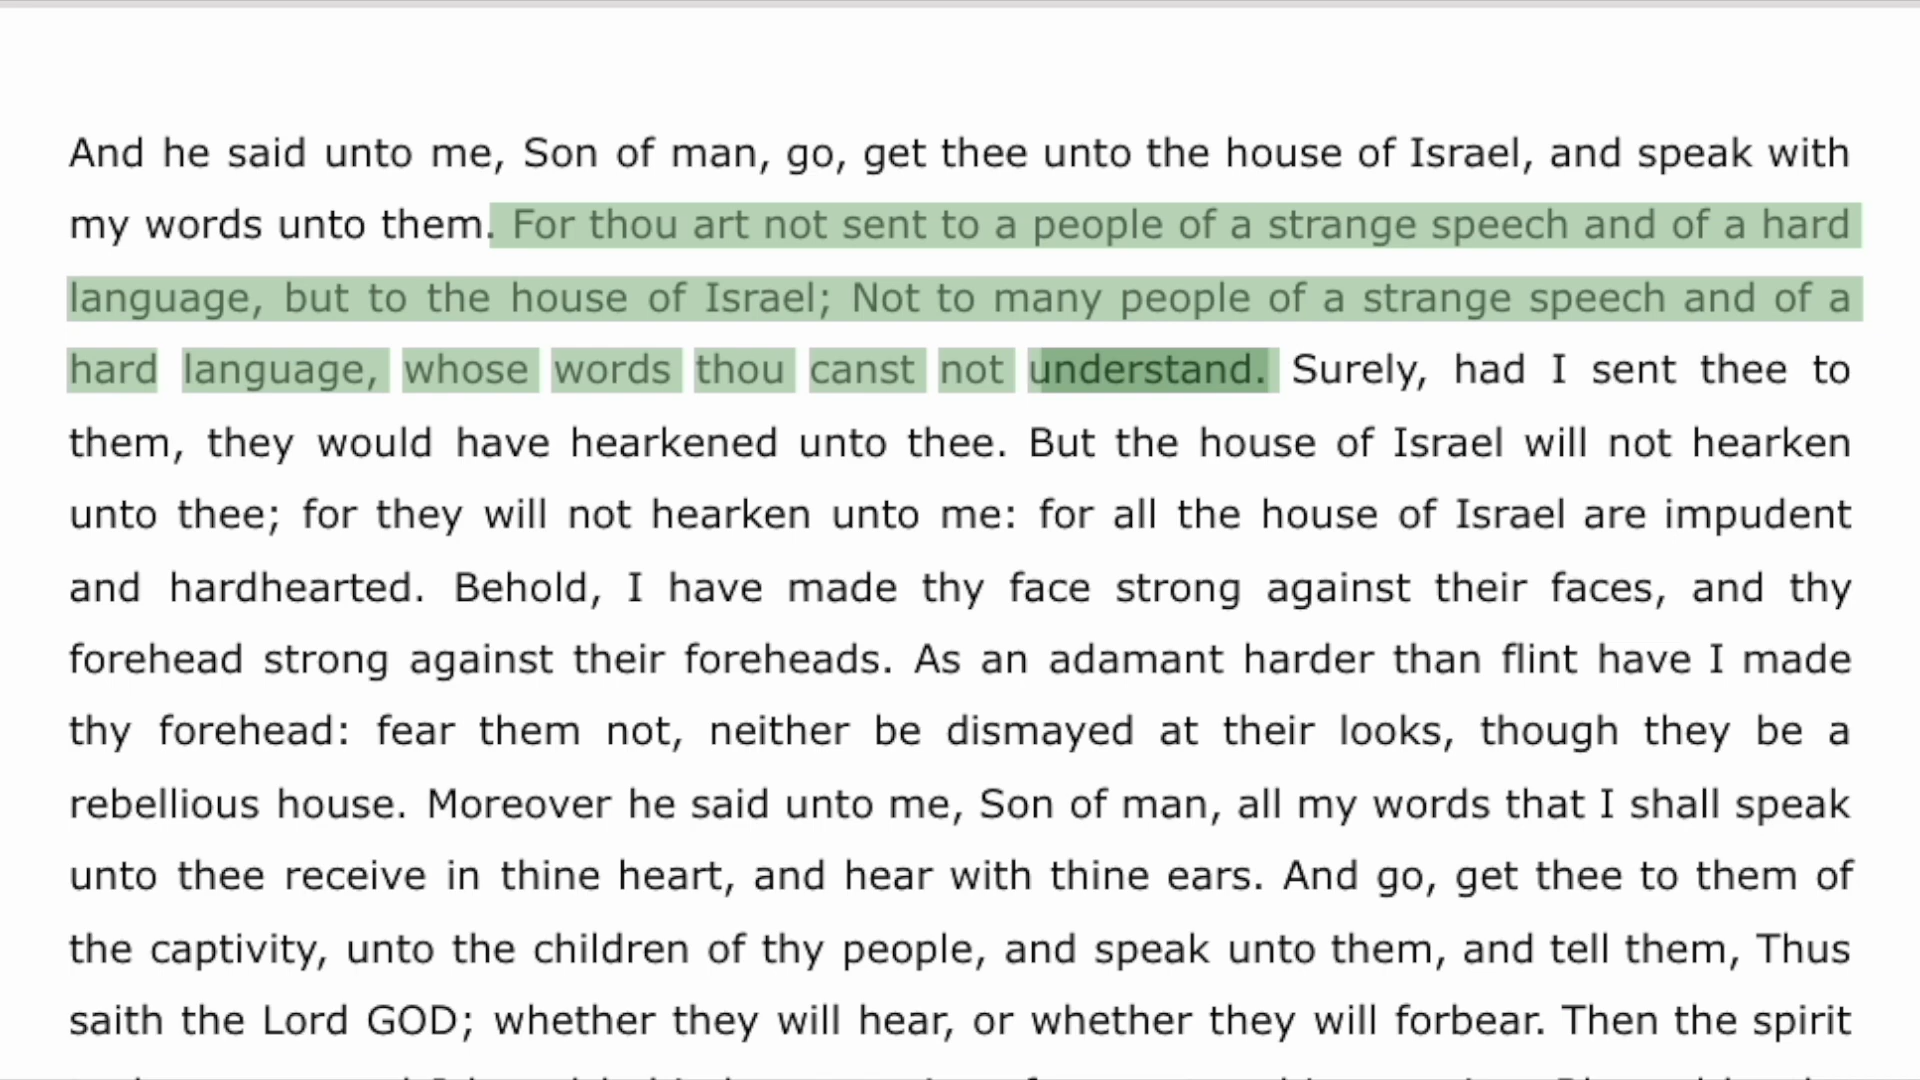 And he said unto me, Son of man, go, get thee unto the house of Israel, and speak with
my words unto them. For thou art not sent to a people of a strange speech and of a hard
language, but to the house of Israel; Not to many people of a strange speech and of a
hard language, whose words thou canst not understand. Surely, had I sent thee to
them, they would have hearkened unto thee. But the house of Israel will not hearken
unto thee; for they will not hearken unto me: for all the house of Israel are impudent
and hardhearted. Behold, I have made thy face strong against their faces, and thy
forehead strong against their foreheads. As an adamant harder than flint have I made
thy forehead: fear them not, neither be dismayed at their looks, though they be a
rebellious house. Moreover he said unto me, Son of man, all my words that I shall speak
unto thee receive in thine heart, and hear with thine ears. And go, get thee to them of
the captivity, unto the children of thy people, and speak unto them, and tell them, Thus
saith the Lord GOD; whether they will hear, or whether they will forbear. Then the spirit